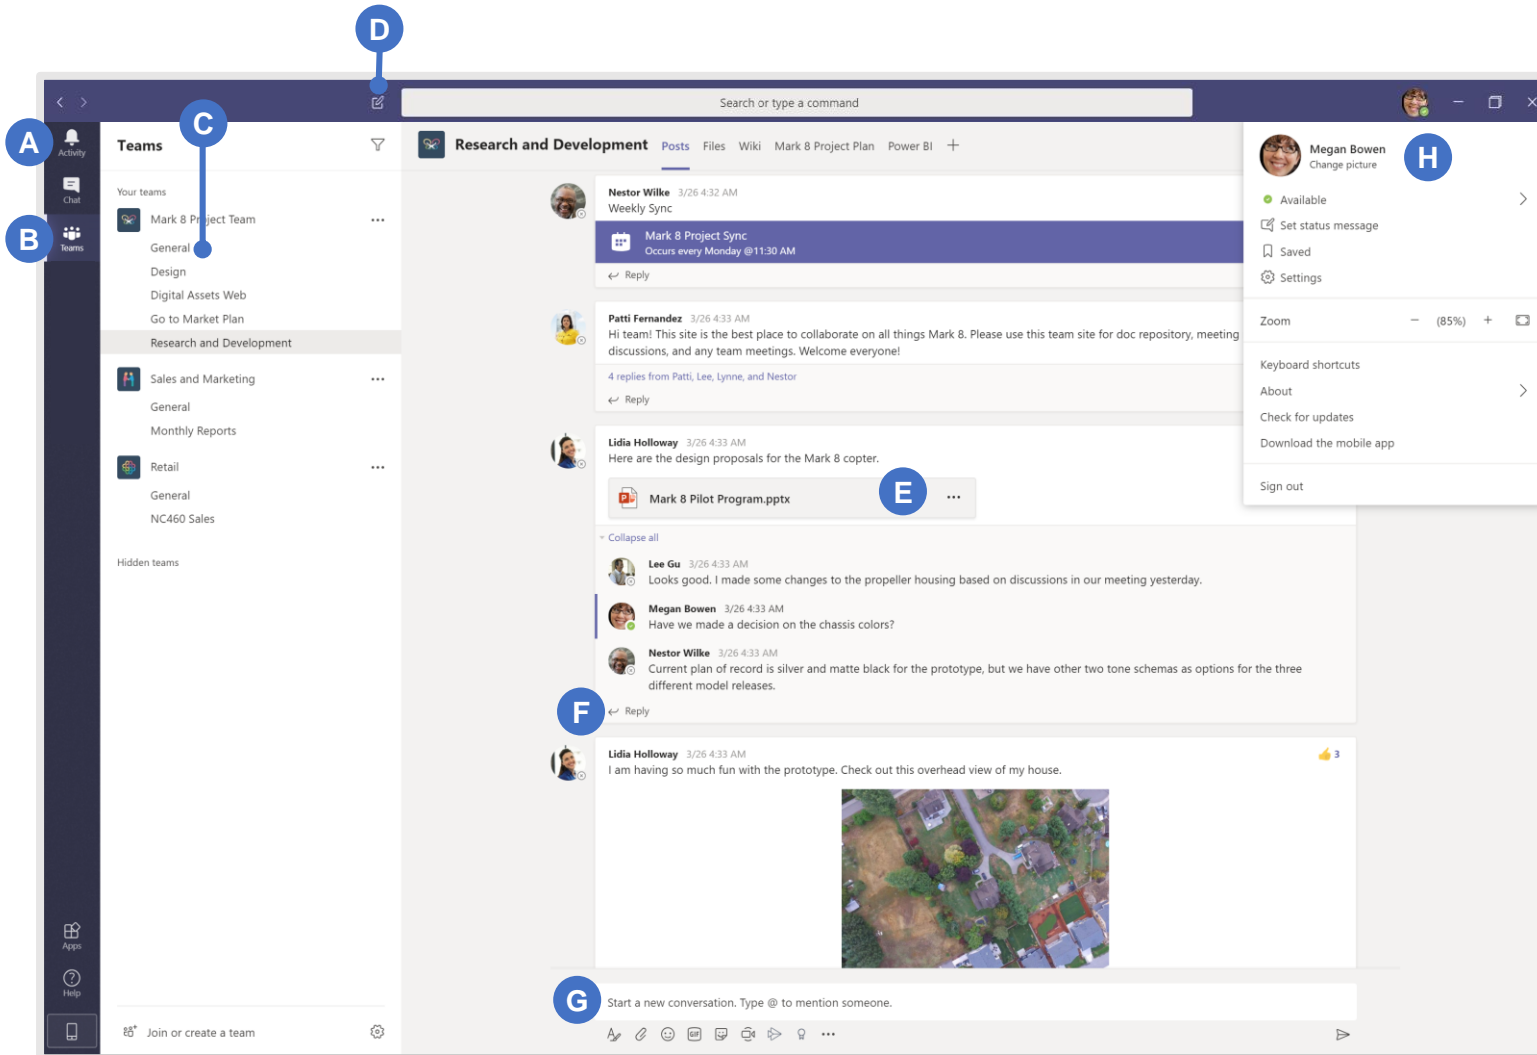 D
Search or type a command
A
Activity
Chat
B
Teams
Apps
Help
Teams
C
Your teams
Mark 8 Project Team
General
Design
Digital Assets Web
Go to Market Plan
Research and Development
Sales and Marketing
General
Monthly Reports
Retail
General
NC460 Sales
Hidden teams
Join or create a team
Research and Development Posts Files Wiki Mark 8 Project Plan Power BI
Nestor Wilke 3/26 4:32 AM
Weekly Sync
Mark 8 Project Sync
Occurs every Monday @11:30 AM
Reply
Patti Fernandez 3/26 4:33 AM
Hi team! This site is the best place to collaborate on all things Mark 8. Please use this team site for doc repository, meeting
discussions, and any team meetings. Welcome everyone!
4 replies from Patti, Lee, Lynne, and Nestor
Reply
Lidia Holloway 3/26 4:33 AM
Here are the design proposals for the Mark 8 copter.
Mark 8 Pilot Program.pptx
E
Collapse all
Lee Gu 3/26 4:33 AM
Looks good. I made some changes to the propeller housing based on discussions in our meeting yesterday.
Megan Bowen 3/26 4:33 AM
Have we made a decision on the chassis colors?
Nestor Wilke 3/26 4:33 AM
Current plan of record is silver and matte black for the prototype, but we have other two tone schemas as options for the three
different model releases.
F
Reply
Lidia Holloway 3/26 4:33 AM
3
I am having so much fun with the prototype. Check out this overhead view of my house.
G
Start a new conversation. Type @ to mention someone.
GIF
Megan Bowen
Change picture
H
Available
Set status message
Saved
Settings
Zoom − (85%) +
Keyboard shortcuts
About
Check for updates
Download the mobile app
Sign out